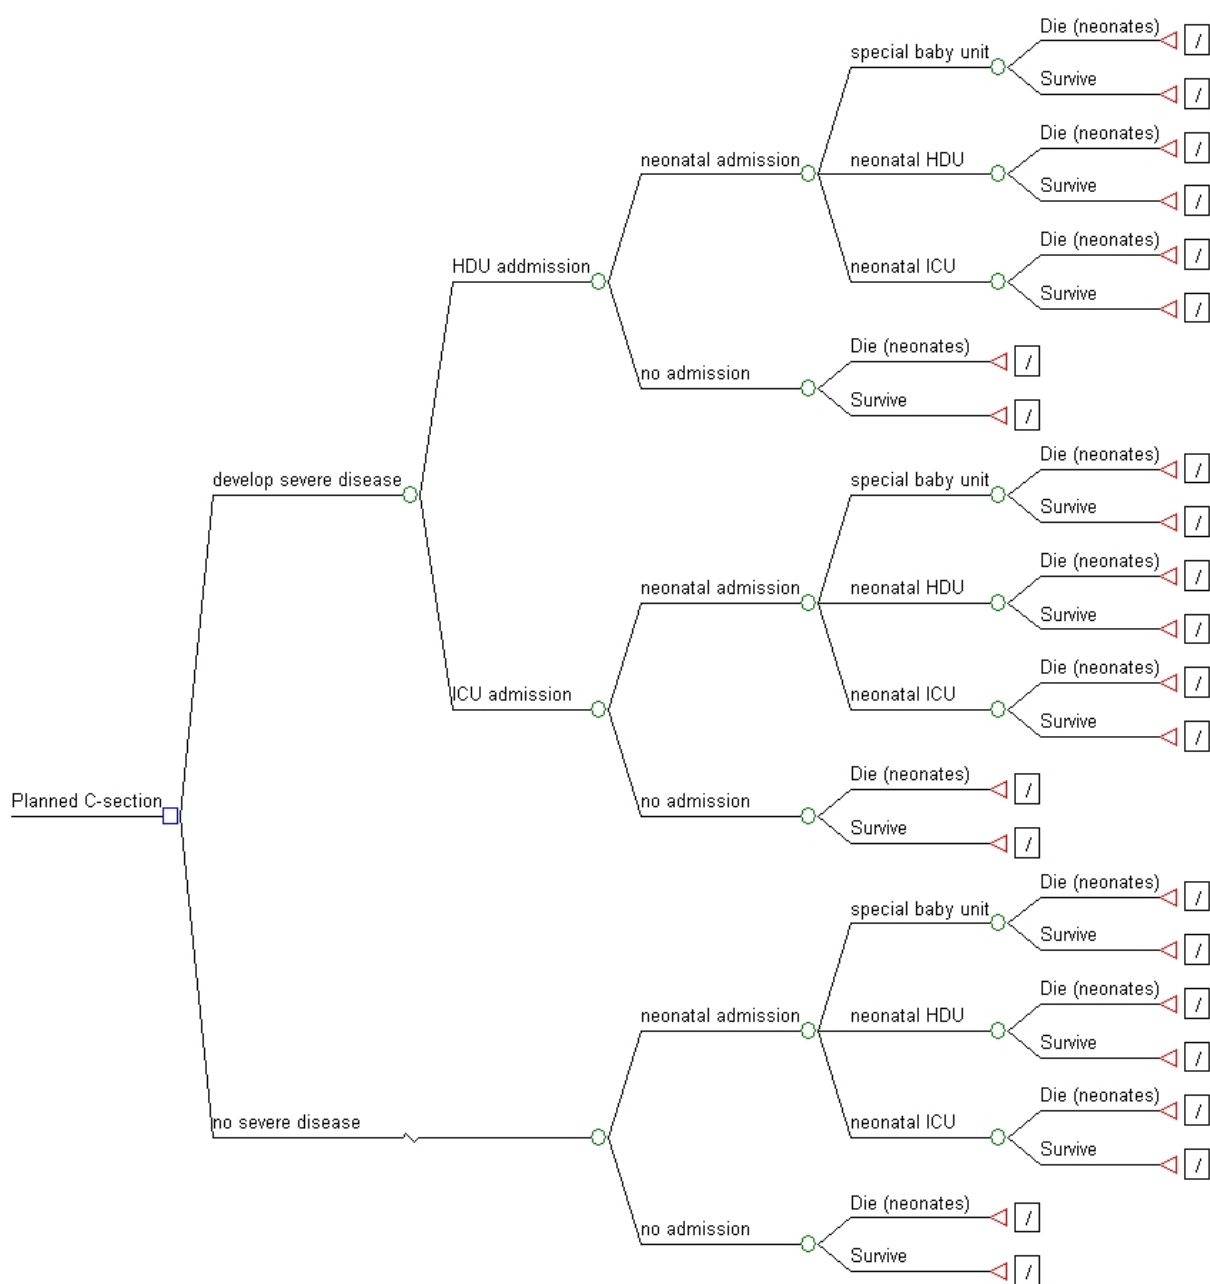 Die (neonates)
/
special baby unit
Survive
/
Die (neonates)
/
neonatal admission
neonatal HDU
Survive
/
Die (neonates)
/
HDU addmission
neonatal ICU
Survive
/
Die (neonates)
/
no admission
Survive
/
Die (neonates)
/
develop severe disease
special baby unit
Survive
/
Die (neonates)
/
neonatal admission
neonatal HDU
Survive
/
Die (neonates)
/
ICU admission
neonatal ICU
Survive
/
Die (neonates)
/
Planned C-section
no admission
Survive
/
Die (neonates)
/
special baby unit
Survive
/
Die (neonates)
/
neonatal admission
neonatal HDU
Survive
/
Die (neonates)
/
no severe disease
neonatal ICU
Survive
/
Die (neonates)
/
no admission
Survive
/